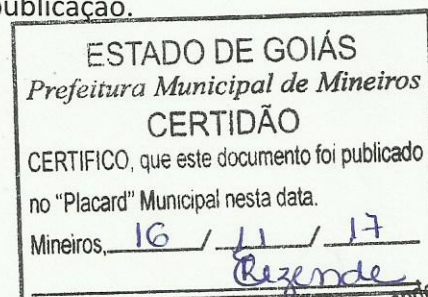 publicação.
ESTADO DE GOIÁS
Prefeitura Municipal de Mineiros
CERTIDÃO
CERTIFICO, que este documento foi publicado
no "Placard" Municipal nesta data.
Mineiros, 16 / 11 / 17
Rezende